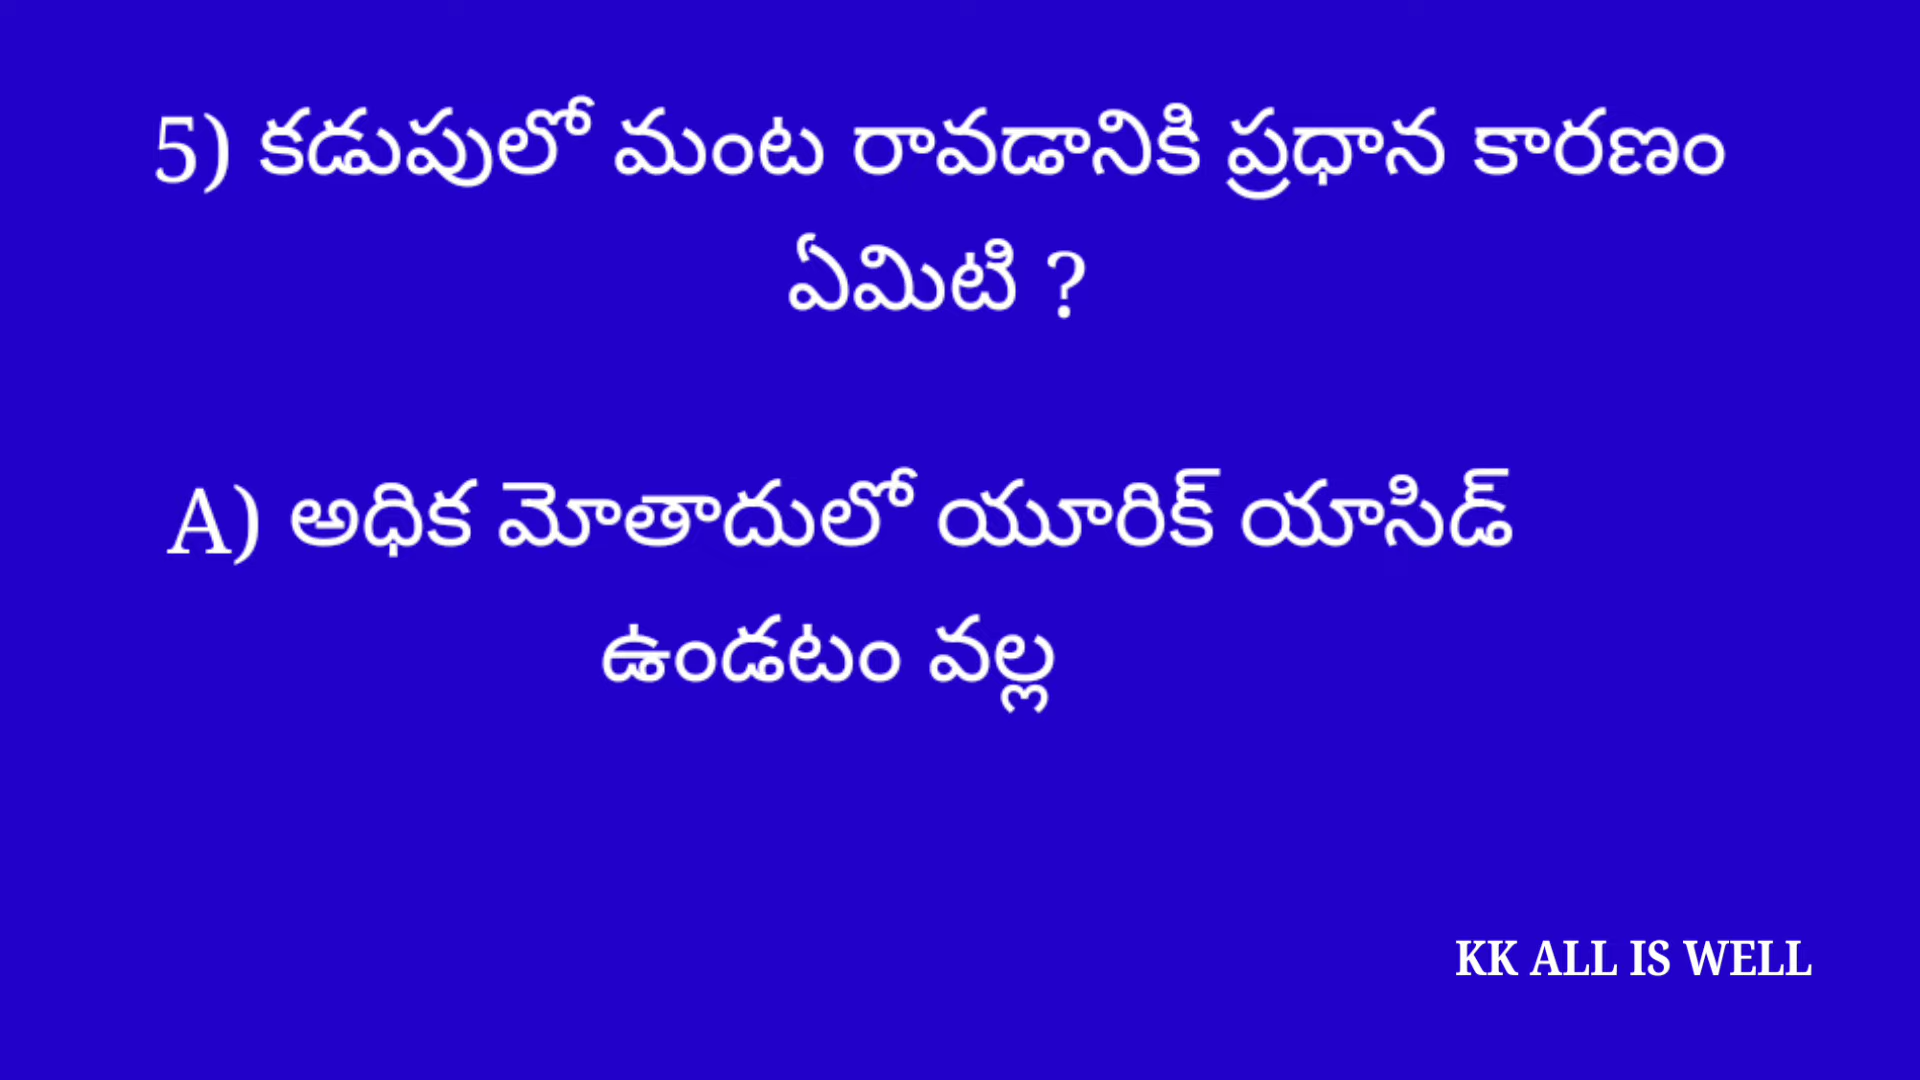 5) కడుపులో మంట రావడానికి ప్రధాన కారణం
ఏమిటి ?
A) అధిక మోతాదులో యూరిక్ యాసిడ్
ఉండటం వల్ల
KK ALL IS WELL